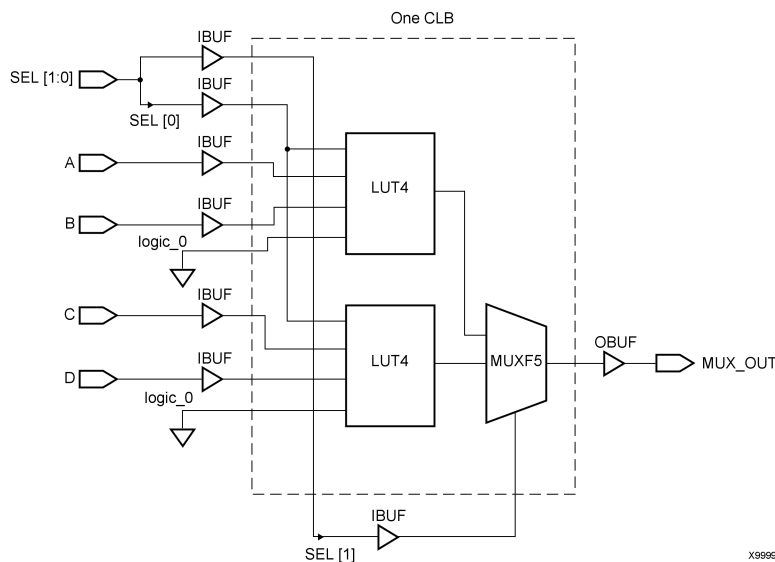 One CLB
IBUF
SEL [1:0]
IBUF
SEL [0]
IBUF
A
LUT4
IBUF
B
logic_0
IBUF
C
OBUF
LUT4
MUXF5
MUX_OUT
IBUF
D
logic_0
IBUF
SEL [1]
X9999